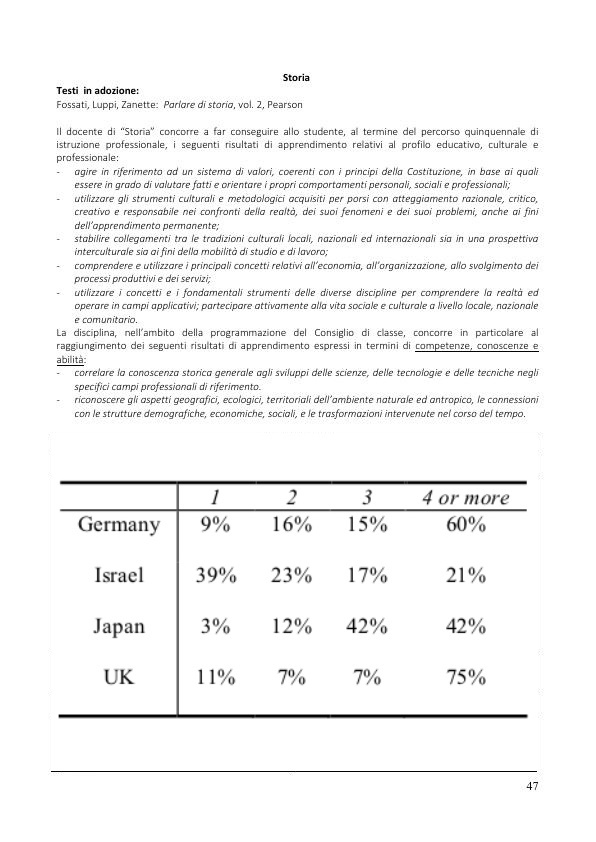 Storia
Testi in adozione:
Fossati, Luppi, Zanette: Parlare di storia, vol. 2, Pearson
Il docente di “Storia” concorre a far conseguire allo studente, al termine del percorso quinquennale di
istruzione professionale, i seguenti risultati di apprendimento relativi al profilo educativo, culturale e
professionale:
- agire in riferimento ad un sistema di valori, coerenti con i principi della Costituzione, in base ai quali
essere in grado di valutare fatti e orientare i propri comportamenti personali, sociali e professionali;
- utilizzare gli strumenti culturali e metodologici acquisiti per porsi con atteggiamento razionale, critico,
creativo e responsabile nei confronti della realtà, dei suoi fenomeni e dei suoi problemi, anche ai fini
dell’apprendimento permanente;
- stabilire collegamenti tra le tradizioni culturali locali, nazionali ed internazionali sia in una prospettiva
interculturale sia ai fini della mobilità di studio e di lavoro;
- comprendere e utilizzare i principali concetti relativi all’economia, all’organizzazione, allo svolgimento dei
processi produttivi e dei servizi;
- utilizzare i concetti e i fondamentali strumenti delle diverse discipline per comprendere la realtà ed
operare in campi applicativi; partecipare attivamente alla vita sociale e culturale a livello locale, nazionale
e comunitario.
La disciplina, nell’ambito della programmazione del Consiglio di classe, concorre in particolare al
raggiungimento dei seguenti risultati di apprendimento espressi in termini di competenze, conoscenze e
abilità:
- correlare la conoscenza storica generale agli sviluppi delle scienze, delle tecnologie e delle tecniche negli
specifici campi professionali di riferimento.
- riconoscere gli aspetti geografici, ecologici, territoriali dell’ambiente naturale ed antropico, le connessioni
con le strutture demografiche, economiche, sociali, e le trasformazioni intervenute nel corso del tempo.
1 2 3 4 or more
Germany 9% 16% 15% 60%
Israel 39% 23% 17% 21%
Japan 3% 12% 42% 42%
UK 11% 7% 7% 75%
47